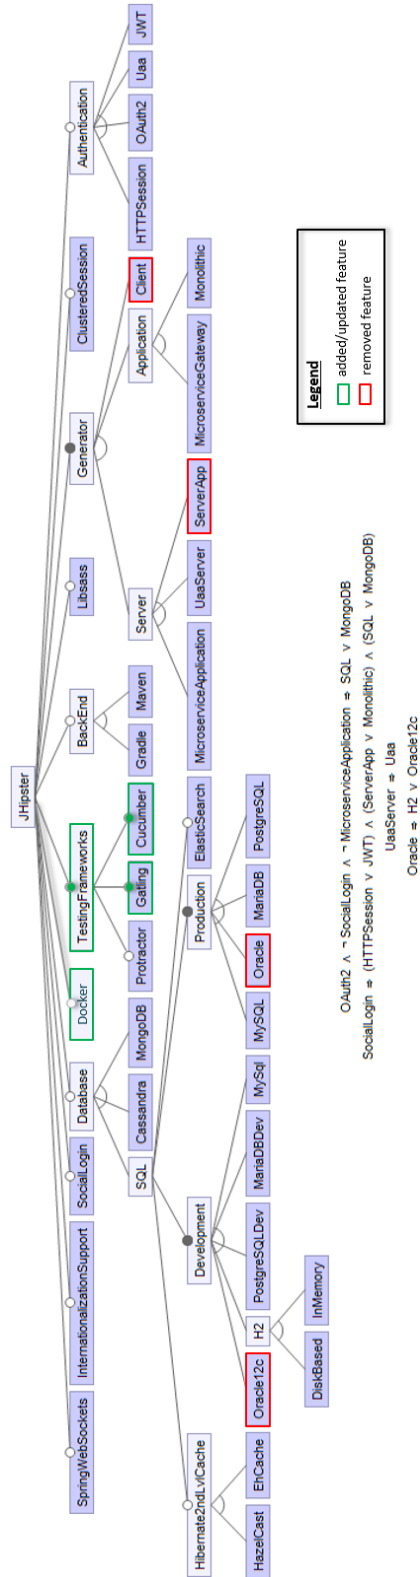 JHipster
SpringWebSockets
InternationalizationSupport
SocialLogin
Database
Docker
TestingFrameworks
BackEnd
Libsass
Generator
ClusteredSession
Authentication
SQL
Cassandra
MongoDB
Protractor
Gatling
Cucumber
Gradle
Maven
Server
Application
Client
HTTPSession
OAuth2
Uaa
JWT
Hibernate2ndLvlCache
Development
Production
ElasticSearch
MicroserviceApplication
UaaServer
ServerApp
MicroserviceGateway
Monolithic
HazelCast
EhCache
Oracle12c
H2
PostgreSQLDev
MariaDBDev
MySql
MySQL
Oracle
MariaDB
PostgreSQL
DiskBased
InMemory
Legend
added/updated feature
removed feature
OAuth2 ∧ ¬ SocialLogin ∧ ¬ MicroserviceApplication ⇒ SQL ∨ MongoDB
SocialLogin ⇒ (HTTPSession ∨ JWT) ∧ (ServerApp ∨ Monolithic) ∧ (SQL ∨ MongoDB)
UaaServer ⇒ Uaa
Oracle ⇒ H2 ∨ Oracle12c